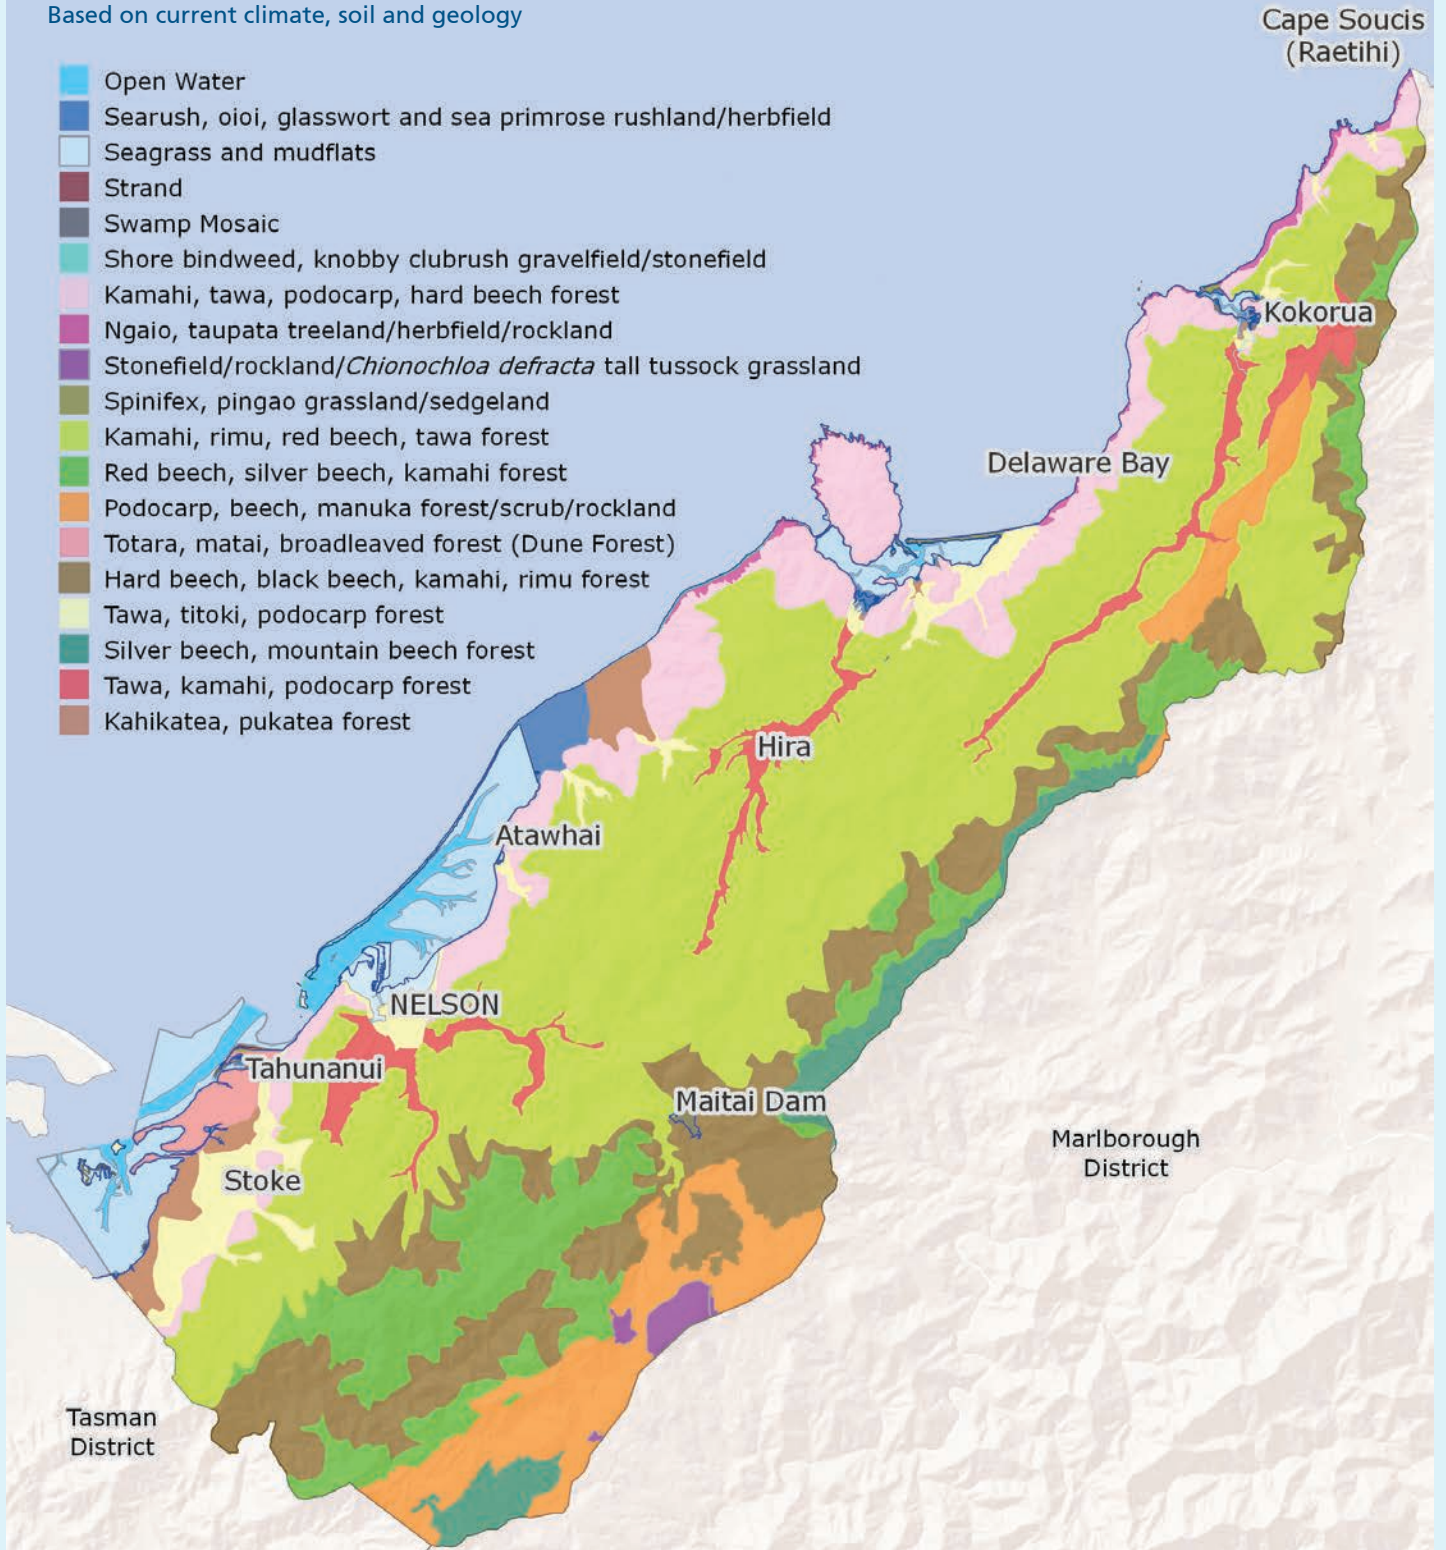 Based on current climate, soil and geology
Cape Soucis
(Raetihi)
Open Water
Searush, oioi, glasswort and sea primrose rushland/herbfield
Seagrass and mudflats
Strand
Swamp Mosaic
Shore bindweed, knobby clubrush gravelfield/stonefield
Kamahi, tawa, podocarp, hard beech forest
Ngaio, taupata treeland/herbfield/rockland
Stonefield/rockland/Chionochloa defracta tall tussock grassland
Spinifex, pingao grassland/sedgeland
Kamahi, rimu, red beech, tawa forest
Red beech, silver beech, kamahi forest
Podocarp, beech, manuka forest/scrub/rockland
Totara, matai, broadleaved forest (Dune Forest)
Hard beech, black beech, kamahi, rimu forest
Tawa, titoki, podocarp forest
Silver beech, mountain beech forest
Tawa, kamahi, podocarp forest
Kahikatea, pukatea forest
Kokorua
Delaware Bay
Hira
Atawhai
NELSON
Tahunanui
Maitai Dam
Stoke
Marlborough
District
Tasman
District